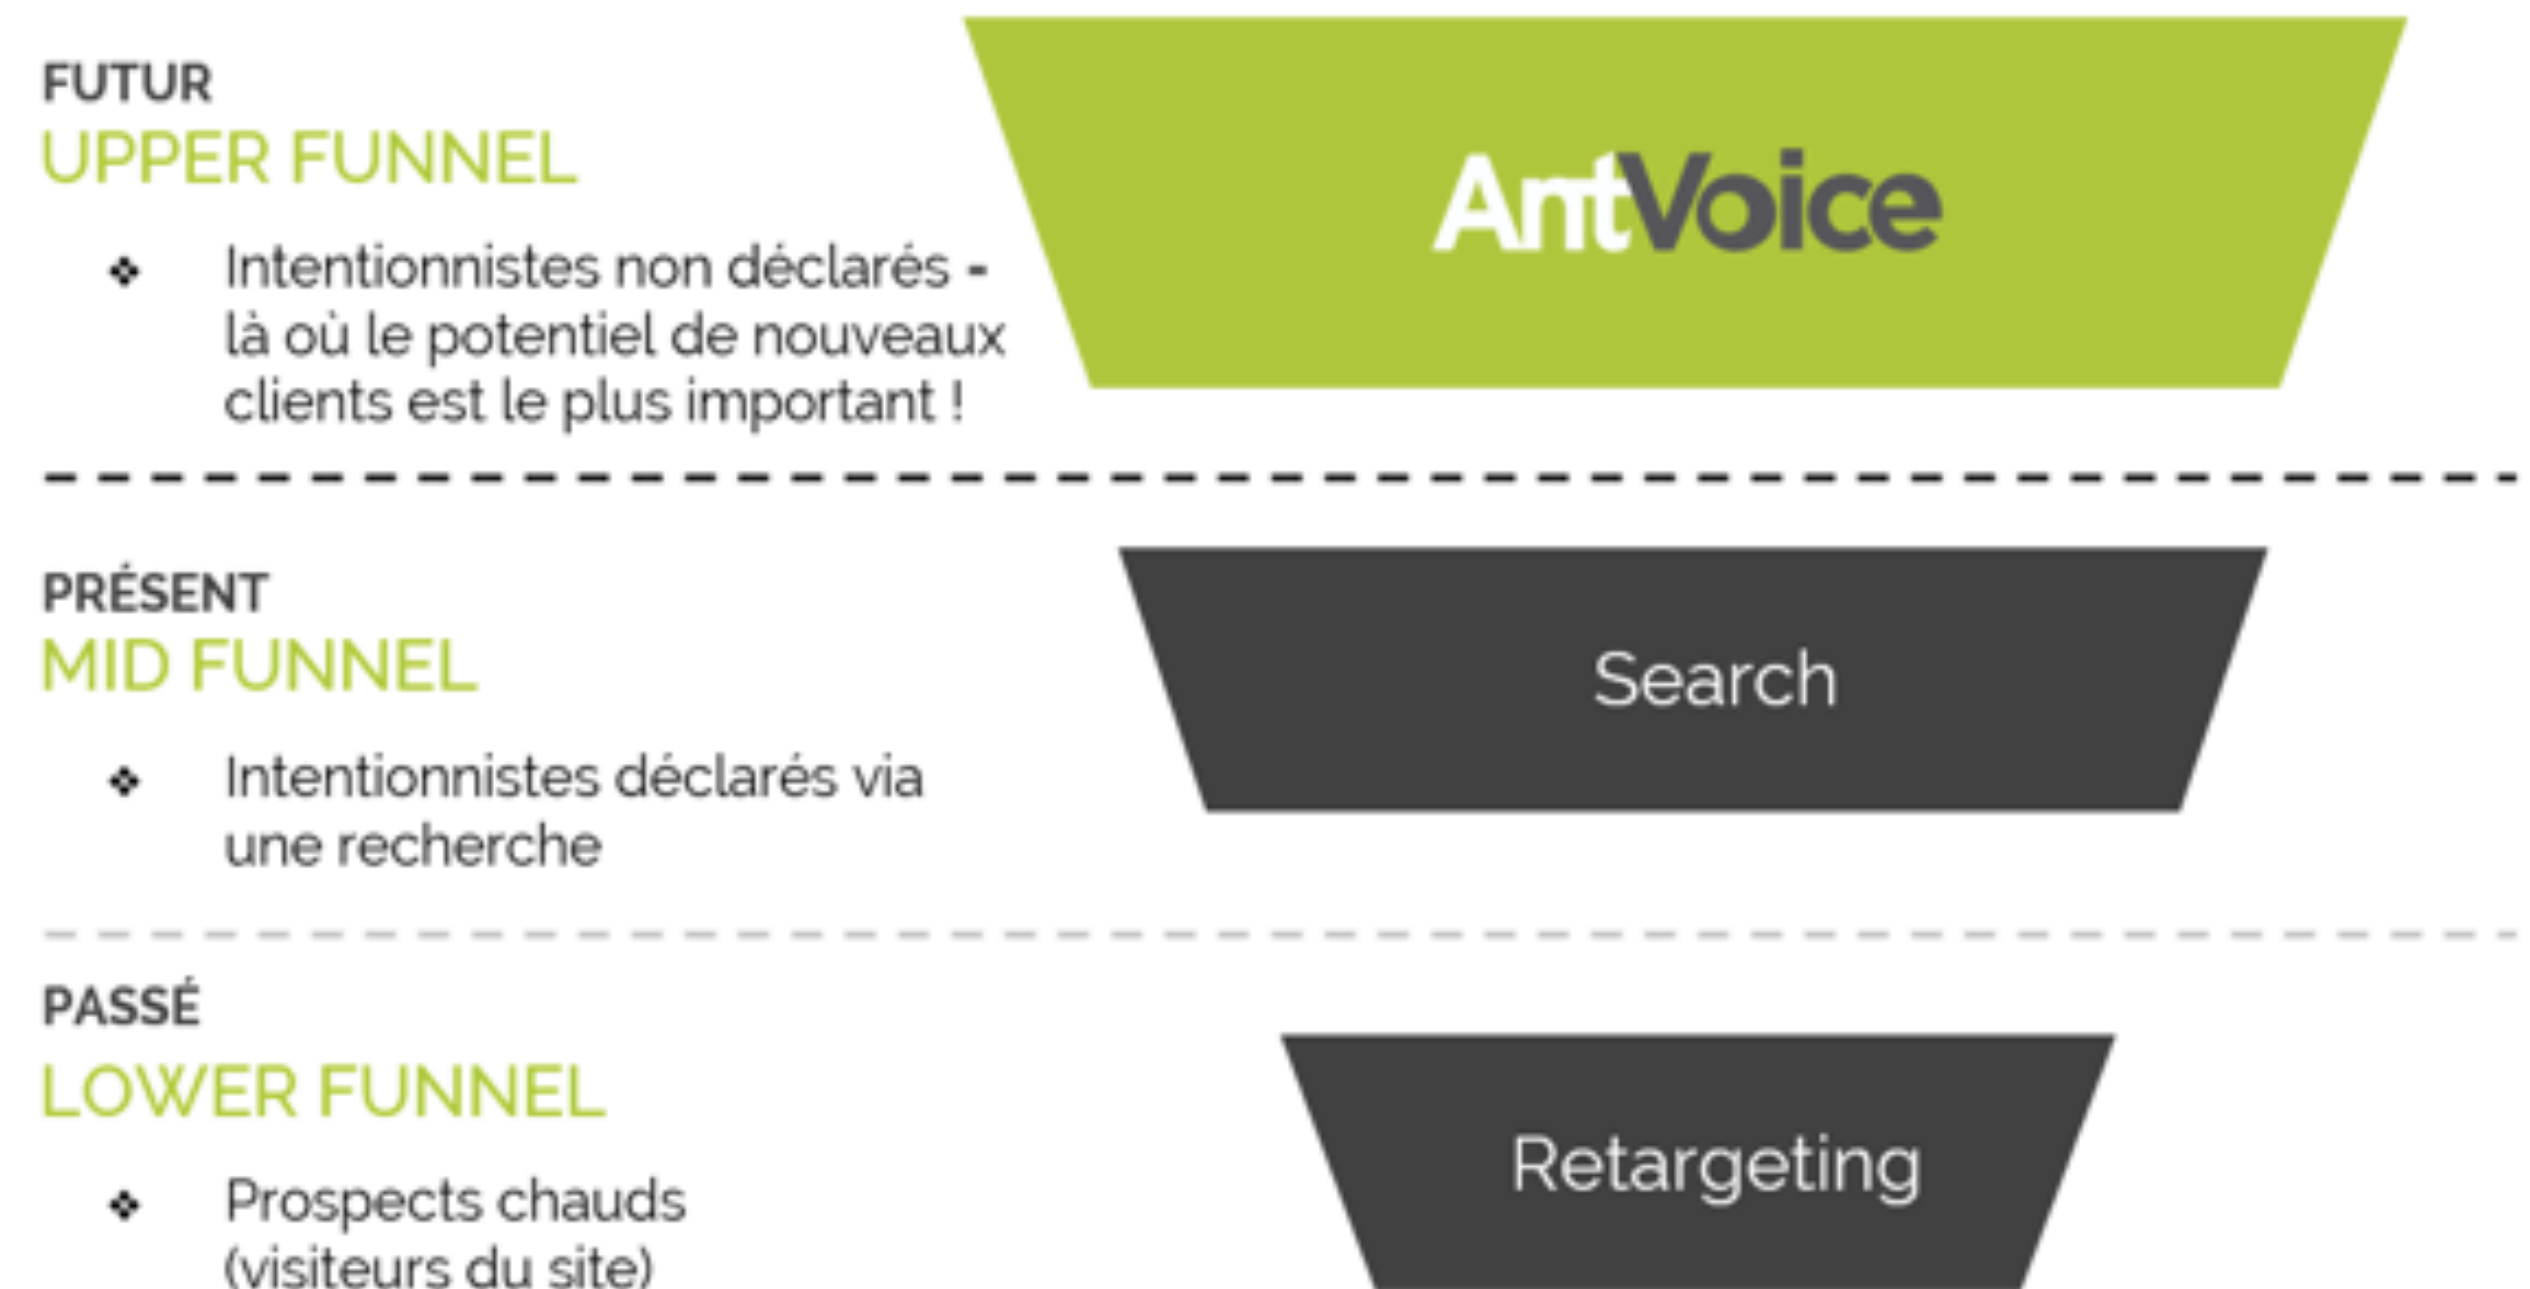 FUTUR
UPPER FUNNEL
❖ Intentionnistes non déclarés -
là où le potentiel de nouveaux
clients est le plus important !
AntVoice
PRÉSENT
MID FUNNEL
❖ Intentionnistes déclarés via
une recherche
Search
PASSÉ
LOWER FUNNEL
❖ Prospects chauds
(visiteurs du site)
Retargeting